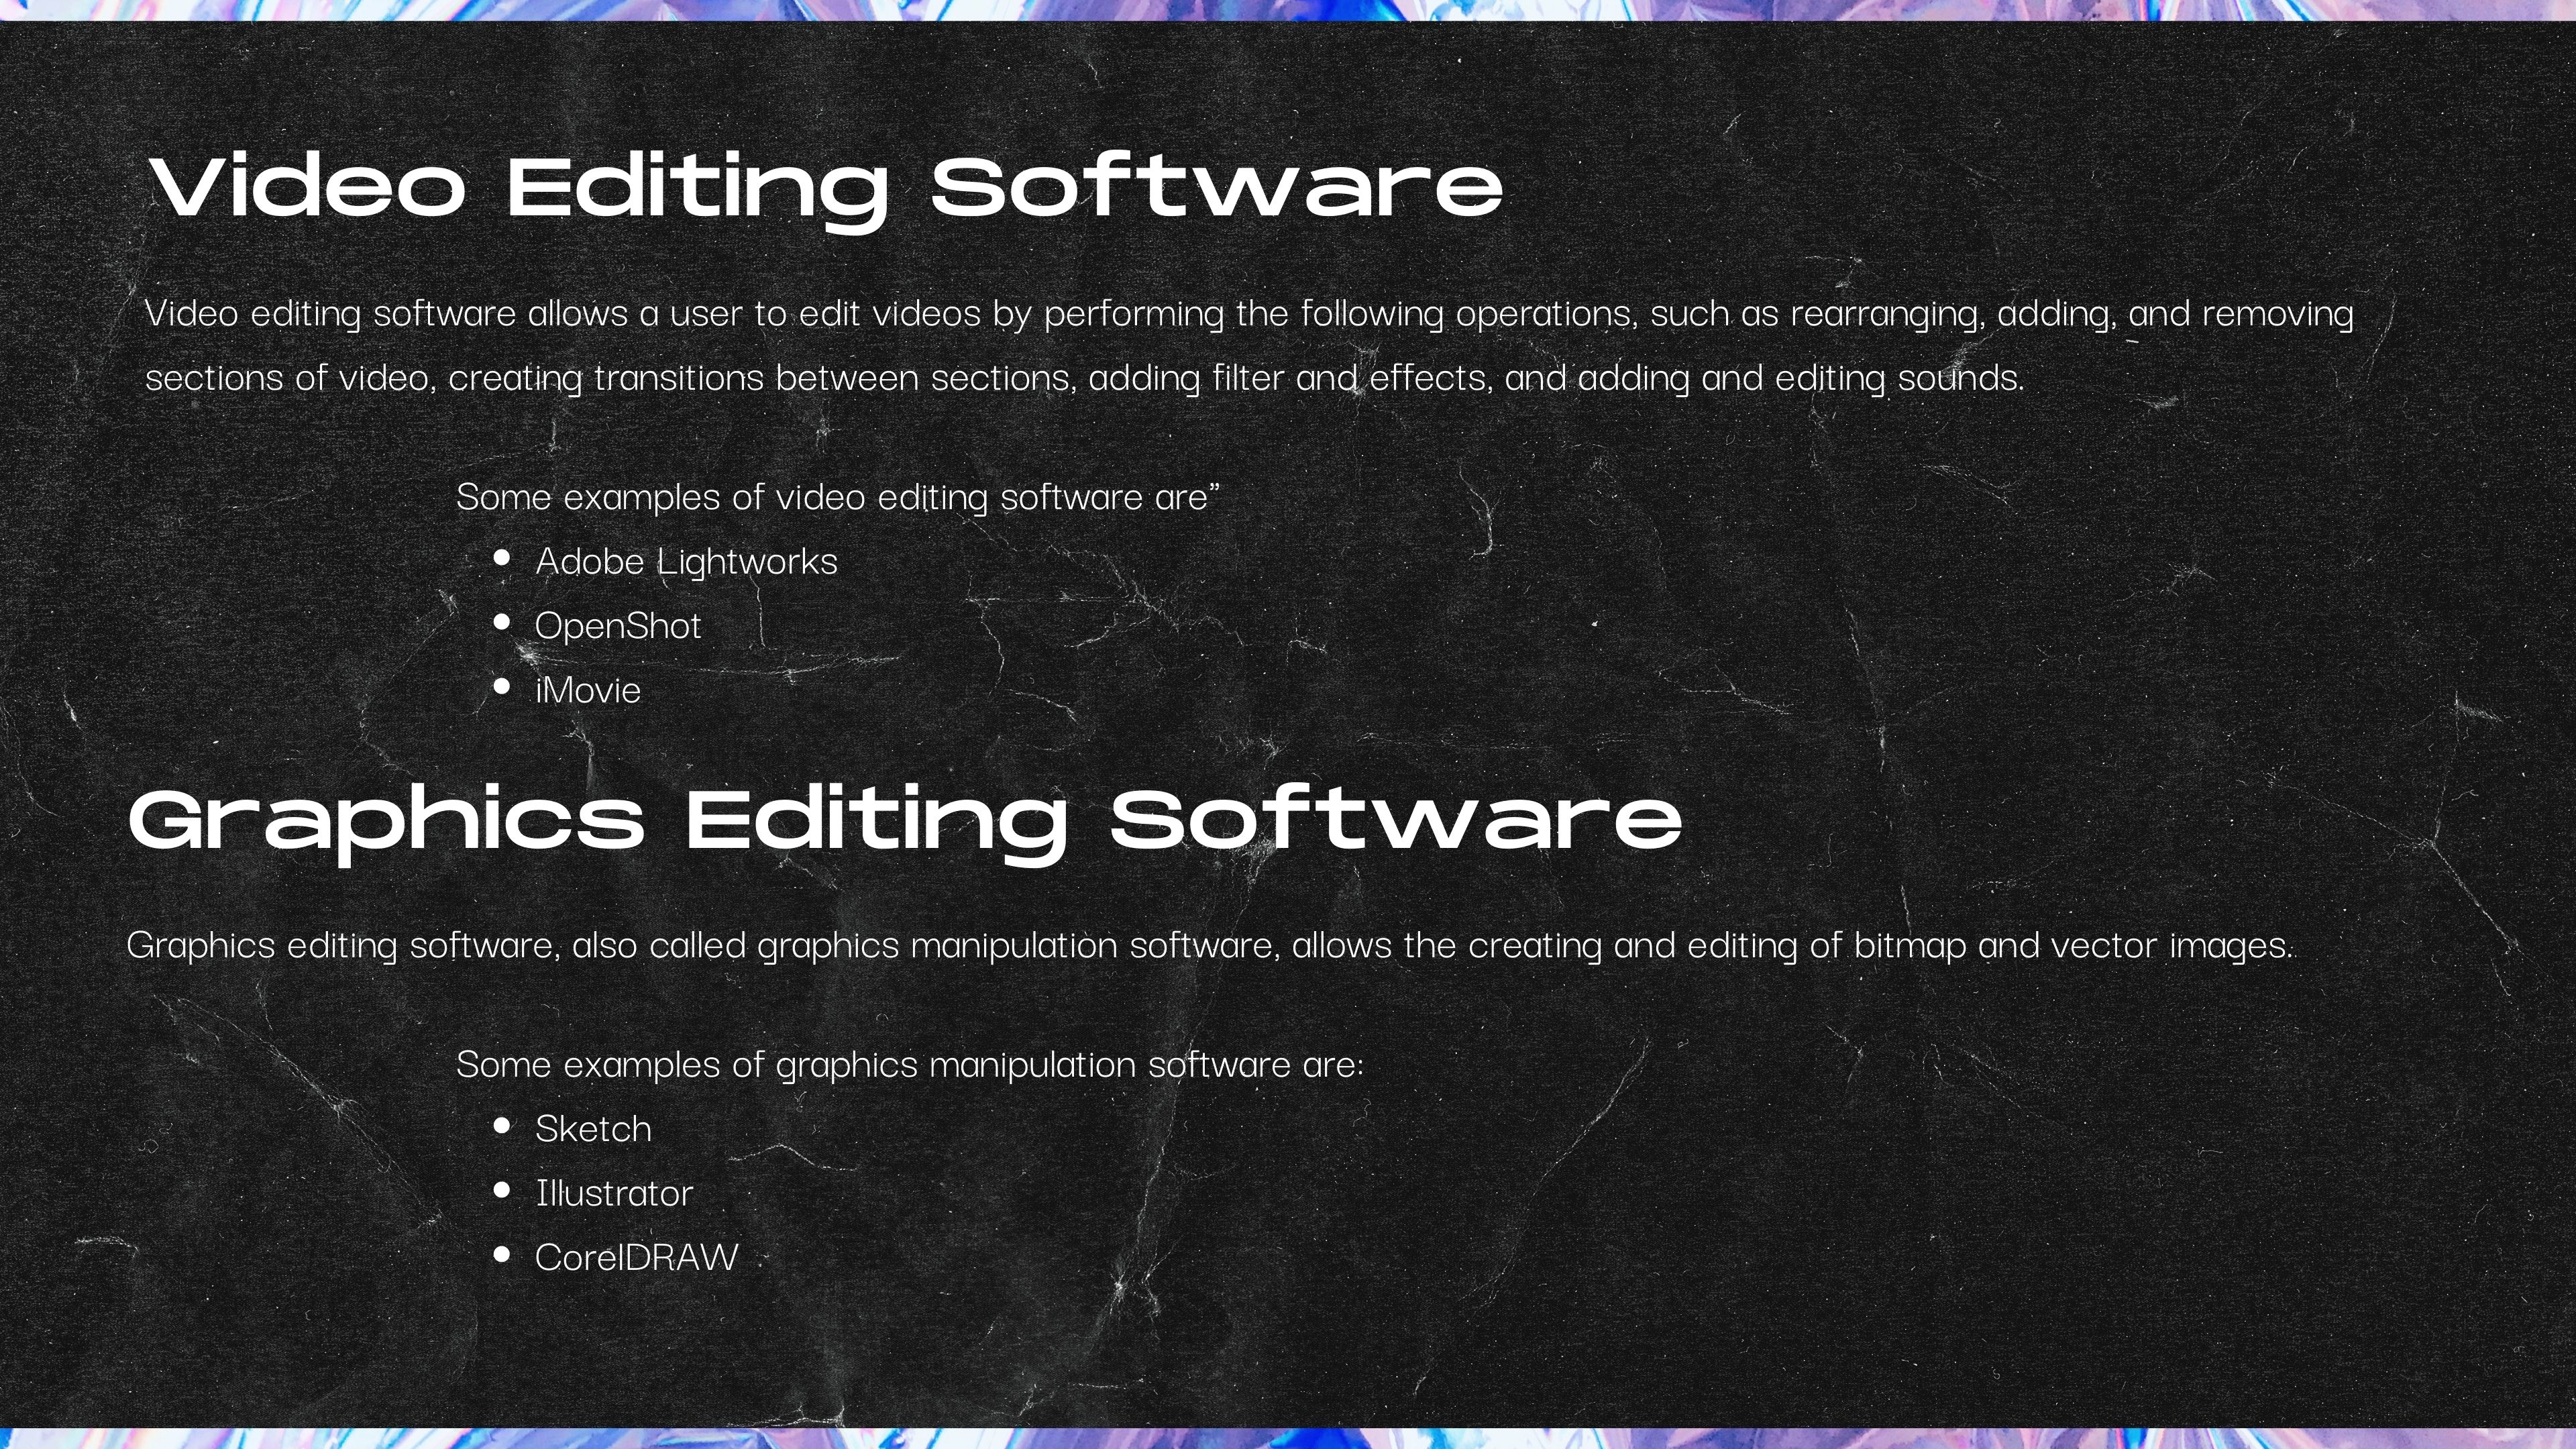 Video Editing Software
Video editing software allows a user to edit videos by performing the following operations, such as rearranging, adding, and removing
sections of video, creating transitions between sections, adding filter and effects, and adding and editing sounds.
Some examples of video editing software are”
• Adobe Lightworks
• OpenShot
• iMovie
Graphics Editing Software
Graphics editing software, also called graphics manipulation software, allows the creating and editing of bitmap and vector images.
Some examples of graphics manipulation software are:
• Sketch
• Illustrator
• CorelDRAW